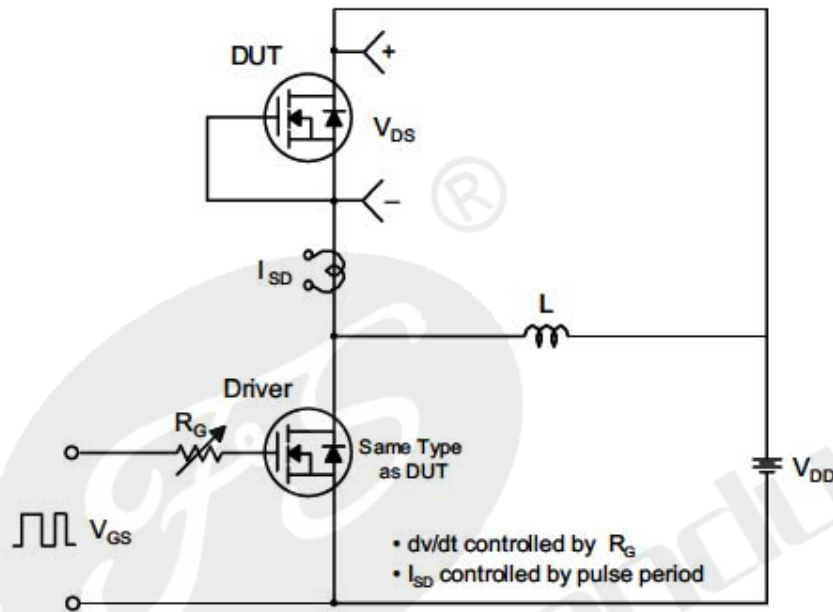 DUT
+
V_DS
–
®
I_SD
L
Driver
R_G
Same Type
as DUT
V_DD
V_GS
• dv/dt controlled by R_G
• I_SD controlled by pulse period